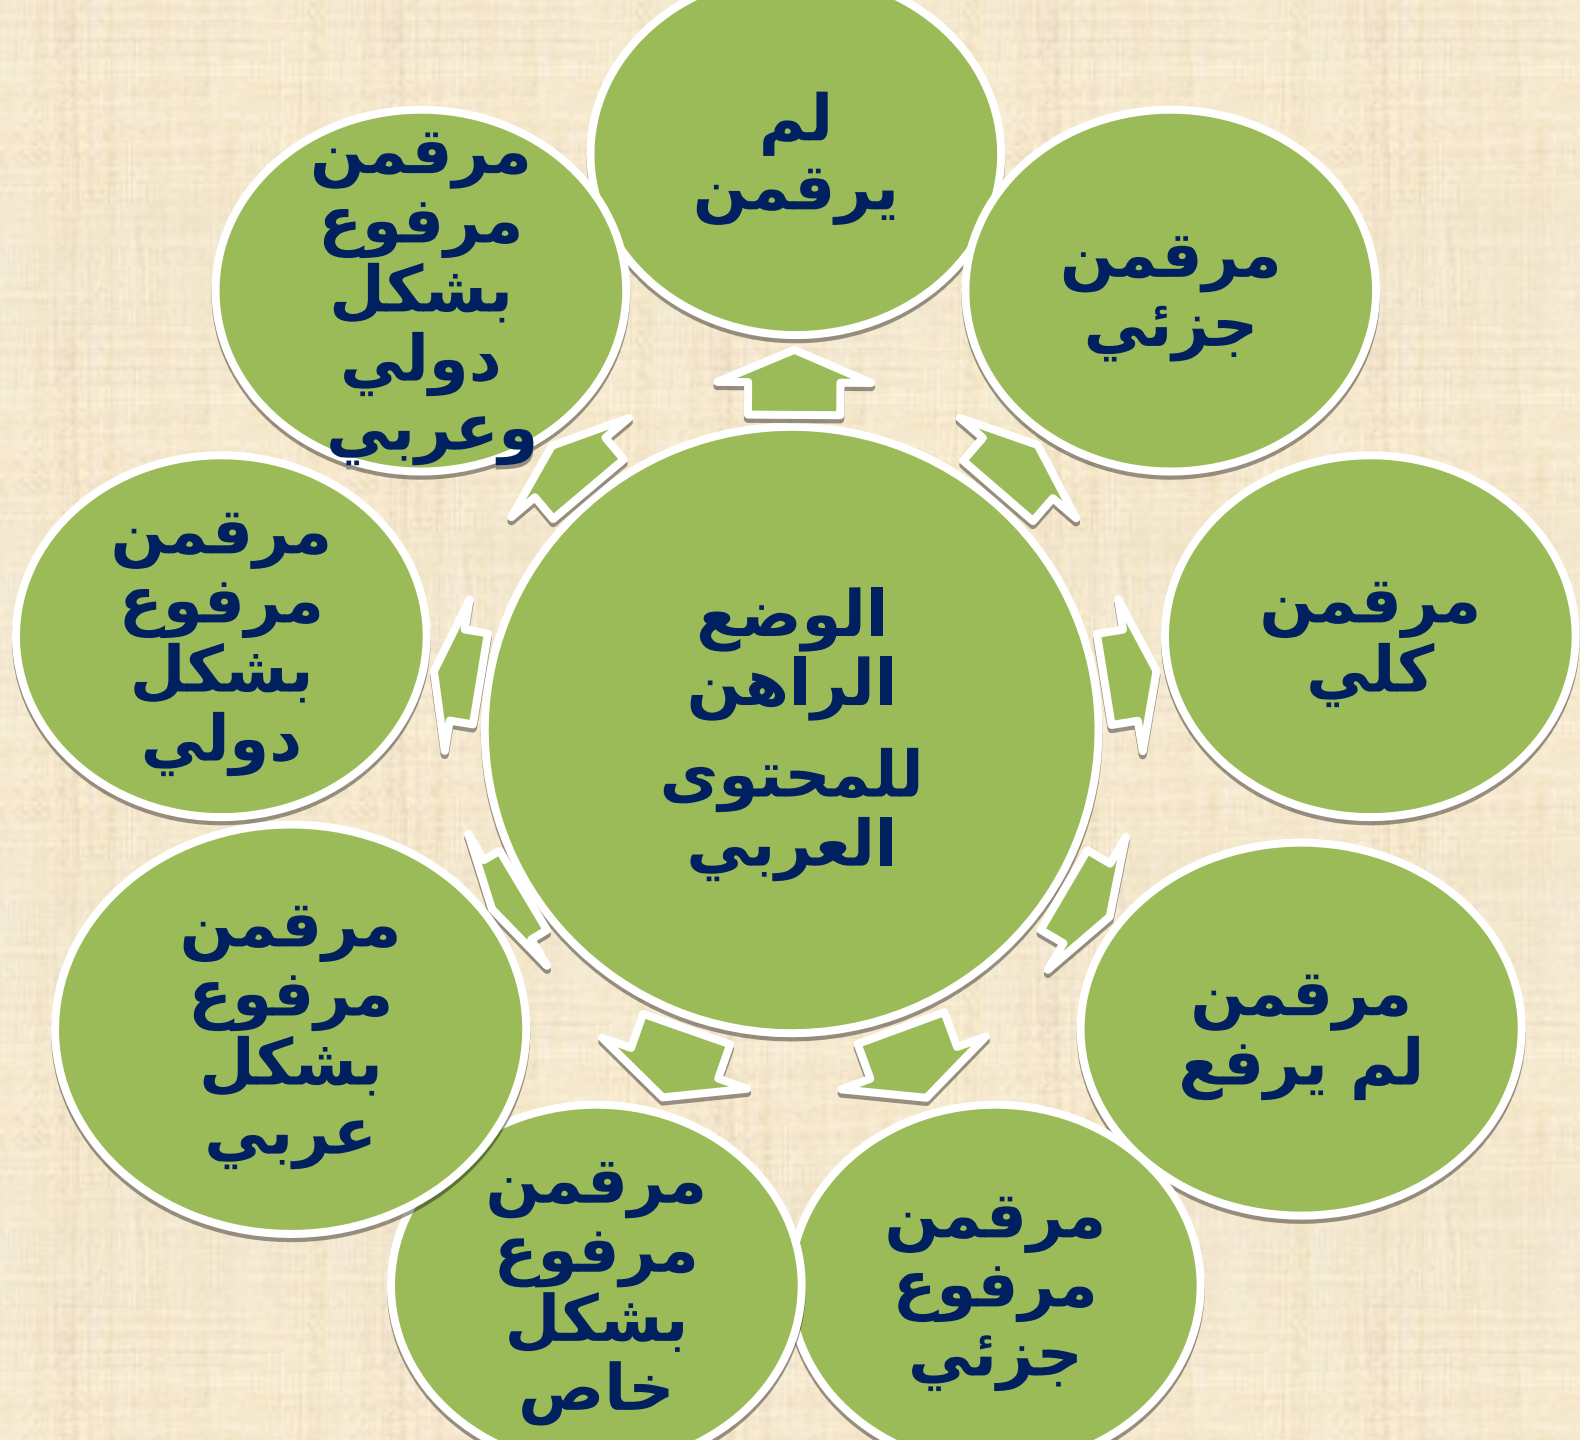 الوضع
الراهن
للمحتوى
العربي
لم
يرقمن
مرقمن
جزئي
مرقمن
كلي
مرقمن
لم يرفع
مرقمن
مرفوع
جزئي
مرقمن
مرفوع
بشكل
خاص
مرقمن
مرفوع
بشكل
عربي
مرقمن
مرفوع
بشكل
دولي
مرقمن
مرفوع
بشكل
دولي
وعربي